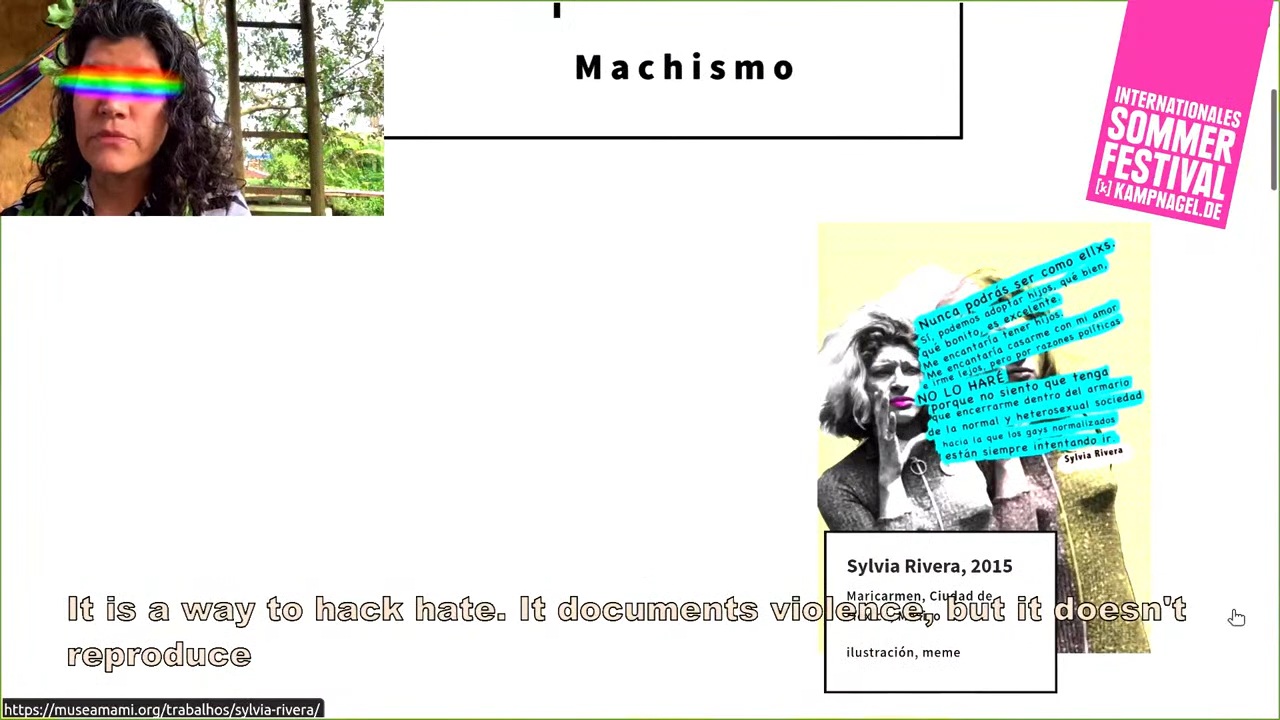 Machismo
INTERNATIONALES
SOMMER
FESTIVAL
[k] KAMPNAGEL.DE
Nunca podrás ser como ellxs.
Sí, podemos adoptar hijos, qué bien,
qué bonito, es excelente.
Me encantaría tener hijos.
Me encantaría casarme con mi amor
e irme lejos, pero por razones políticas
NO LO HARÉ
porque no siento que tenga
que encerrarme dentro del armario
de la normal y heterosexual sociedad
hacia la que los gays normalizados
están siempre intentando ir.
Sylvia Rivera
Sylvia Rivera, 2015
Maricarmen, Ciudad de
ilustración, meme
It is a way to hack hate. It documents violence, but it doesn't
reproduce
https://museamami.org/trabalhos/sylvia-rivera/